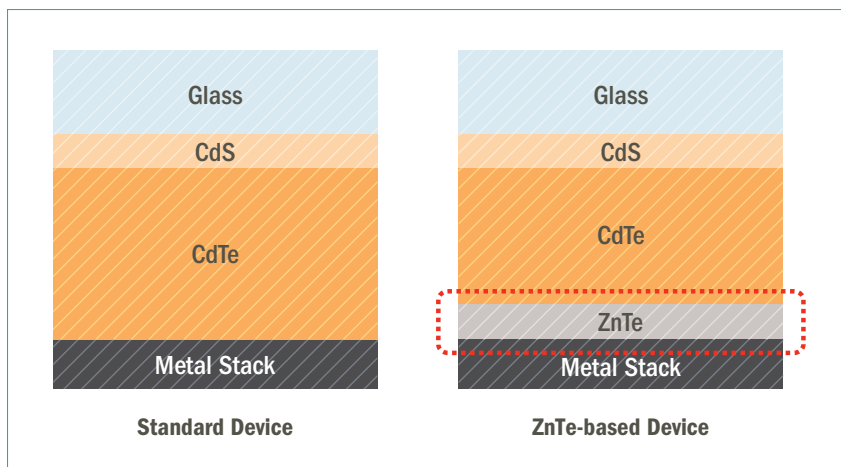 Glass
CdS
CdTe
Metal Stack
Standard Device
Glass
CdS
CdTe
ZnTe
Metal Stack
ZnTe-based Device